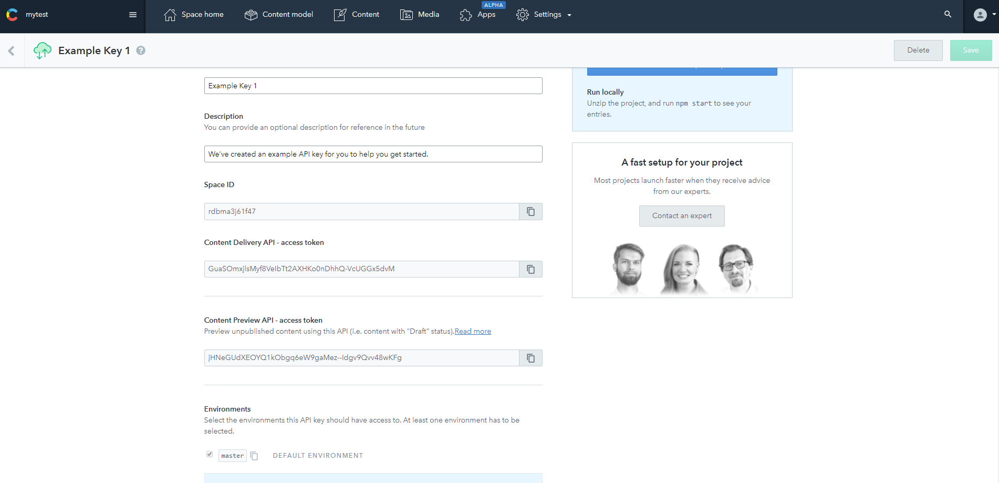 mytest
Space home
Content model
Content
Media
ALPHA
Apps
Settings
Example Key 1
?
Delete
Save
Example Key 1
Description
You can provide an optional description for reference in the future
We've created an example API key for you to help you get started.
Space ID
rdbma3j61f47
Content Delivery API - access token
GuaSOmxjlsMyf8VeIbTt2AXHKo0nDhhQ-VcUGGx5dvM
Content Preview API - access token
Preview unpublished content using this API (i.e. content with “Draft” status).Read more
jHNeGUdXEOYQ1kObgq6eW9gaMez--Idgv9Qvv48wKFg
Environments
Select the environments this API key should have access to. At least one environment has to be
selected.
master
DEFAULT ENVIRONMENT
Run locally
Unzip the project, and run npm start to see your
entries.
A fast setup for your project
Most projects launch faster when they receive advice
from our experts.
Contact an expert